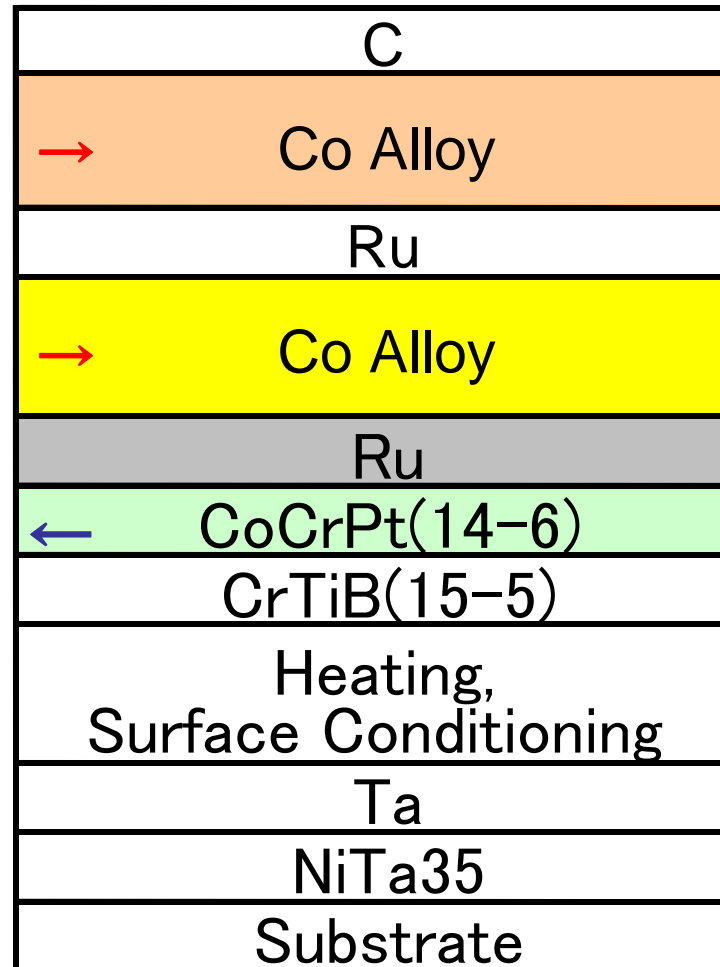 C
→ Co Alloy
Ru
→ Co Alloy
Ru
← CoCrPt(14-6)
CrTiB(15-5)
Heating,
Surface Conditioning
Ta
NiTa35
Substrate